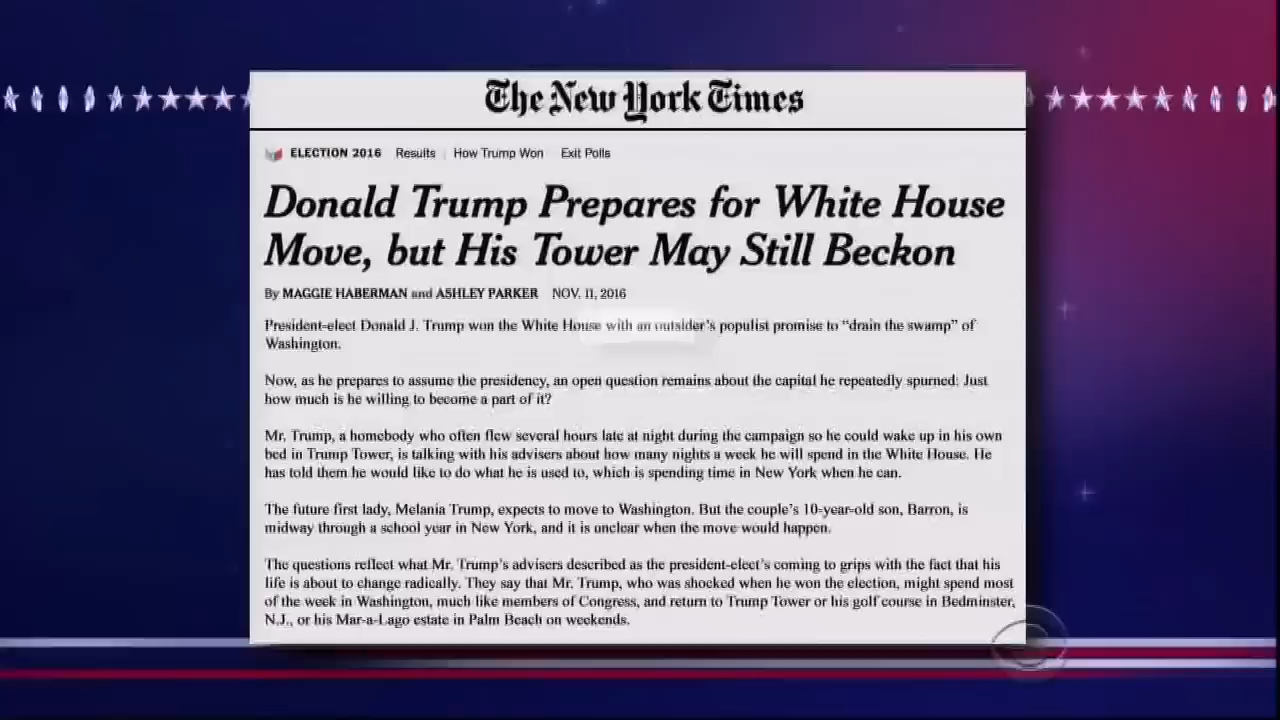 The New York Times
ELECTION 2016 Results How Trump Won Exit Polls
Donald Trump Prepares for White House
Move, but His Tower May Still Beckon
By MAGGIE HABERMAN and ASHLEY PARKER NOV. 11, 2016
President-elect Donald J. Trump won the White House with an outsider's populist promise to “drain the swamp” of
Washington.
Now, as he prepares to assume the presidency, an open question remains about the capital he repeatedly spurned: Just
how much is he willing to become a part of it?
Mr. Trump, a homebody who often flew several hours late at night during the campaign so he could wake up in his own
bed in Trump Tower, is talking with his advisers about how many nights a week he will spend in the White House. He
has told them he would like to do what he is used to, which is spending time in New York when he can.
The future first lady, Melania Trump, expects to move to Washington. But the couple's 10-year-old son, Barron, is
midway through a school year in New York, and it is unclear when the move would happen.
The questions reflect what Mr. Trump's advisers described as the president-elect's coming to grips with the fact that his
life is about to change radically. They say that Mr. Trump, who was shocked when he won the election, might spend most
of the week in Washington, much like members of Congress, and return to Trump Tower or his golf course in Bedminster,
N.J., or his Mar-a-Lago estate in Palm Beach on weekends.